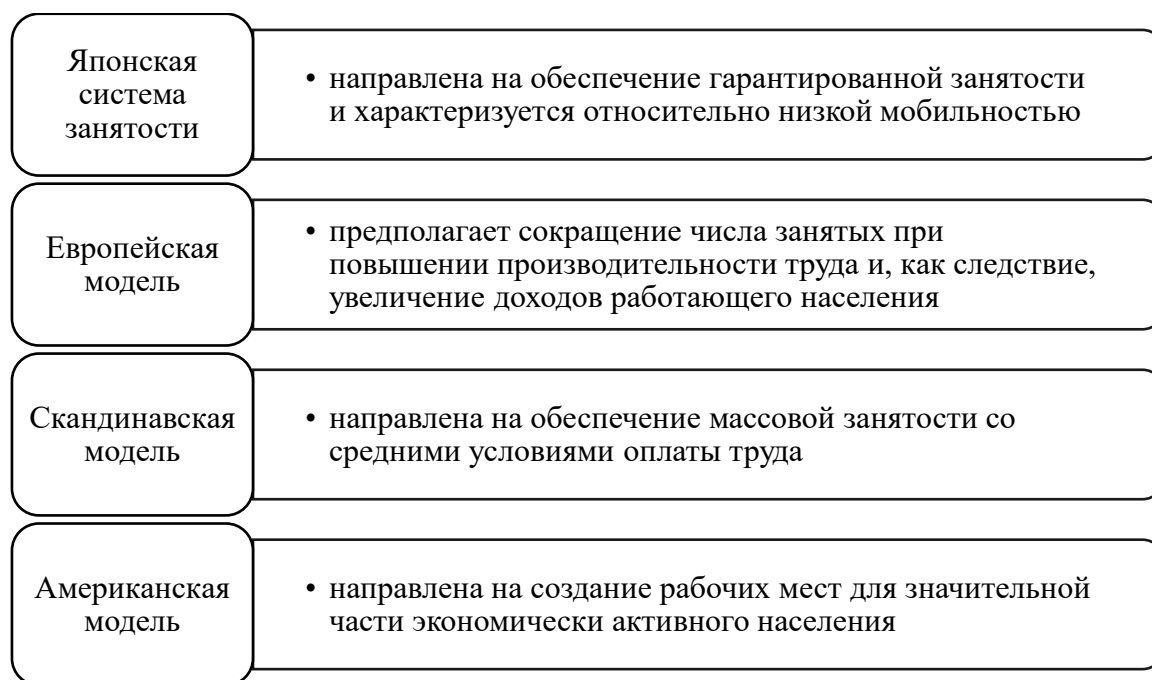 Японская
система
занятости
• направлена на обеспечение гарантированной занятости
и характеризуется относительно низкой мобильностью
Европейская
модель
• предполагает сокращение числа занятых при
повышении производительности труда и, как следствие,
увеличение доходов работающего населения
Скандинавская
модель
• направлена на обеспечение массовой занятости со
средними условиями оплаты труда
Американская
модель
• направлена на создание рабочих мест для значительной
части экономически активного населения